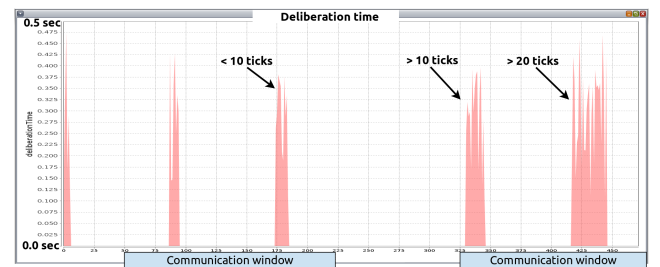 Deliberation time
0.5 sec
0.475
0.450
0.425
0.400
0.375
0.350
0.325
0.300
0.275
0.250
0.225
0.200
0.175
0.150
0.125
0.100
0.075
0.050
0.025
0.0 sec
deliberationTime
< 10 ticks
> 10 ticks
> 20 ticks
0 25 50 75 100 125 150 175 200 225 250 275 300 325 350 375 400 425 450
Communication window
Communication window